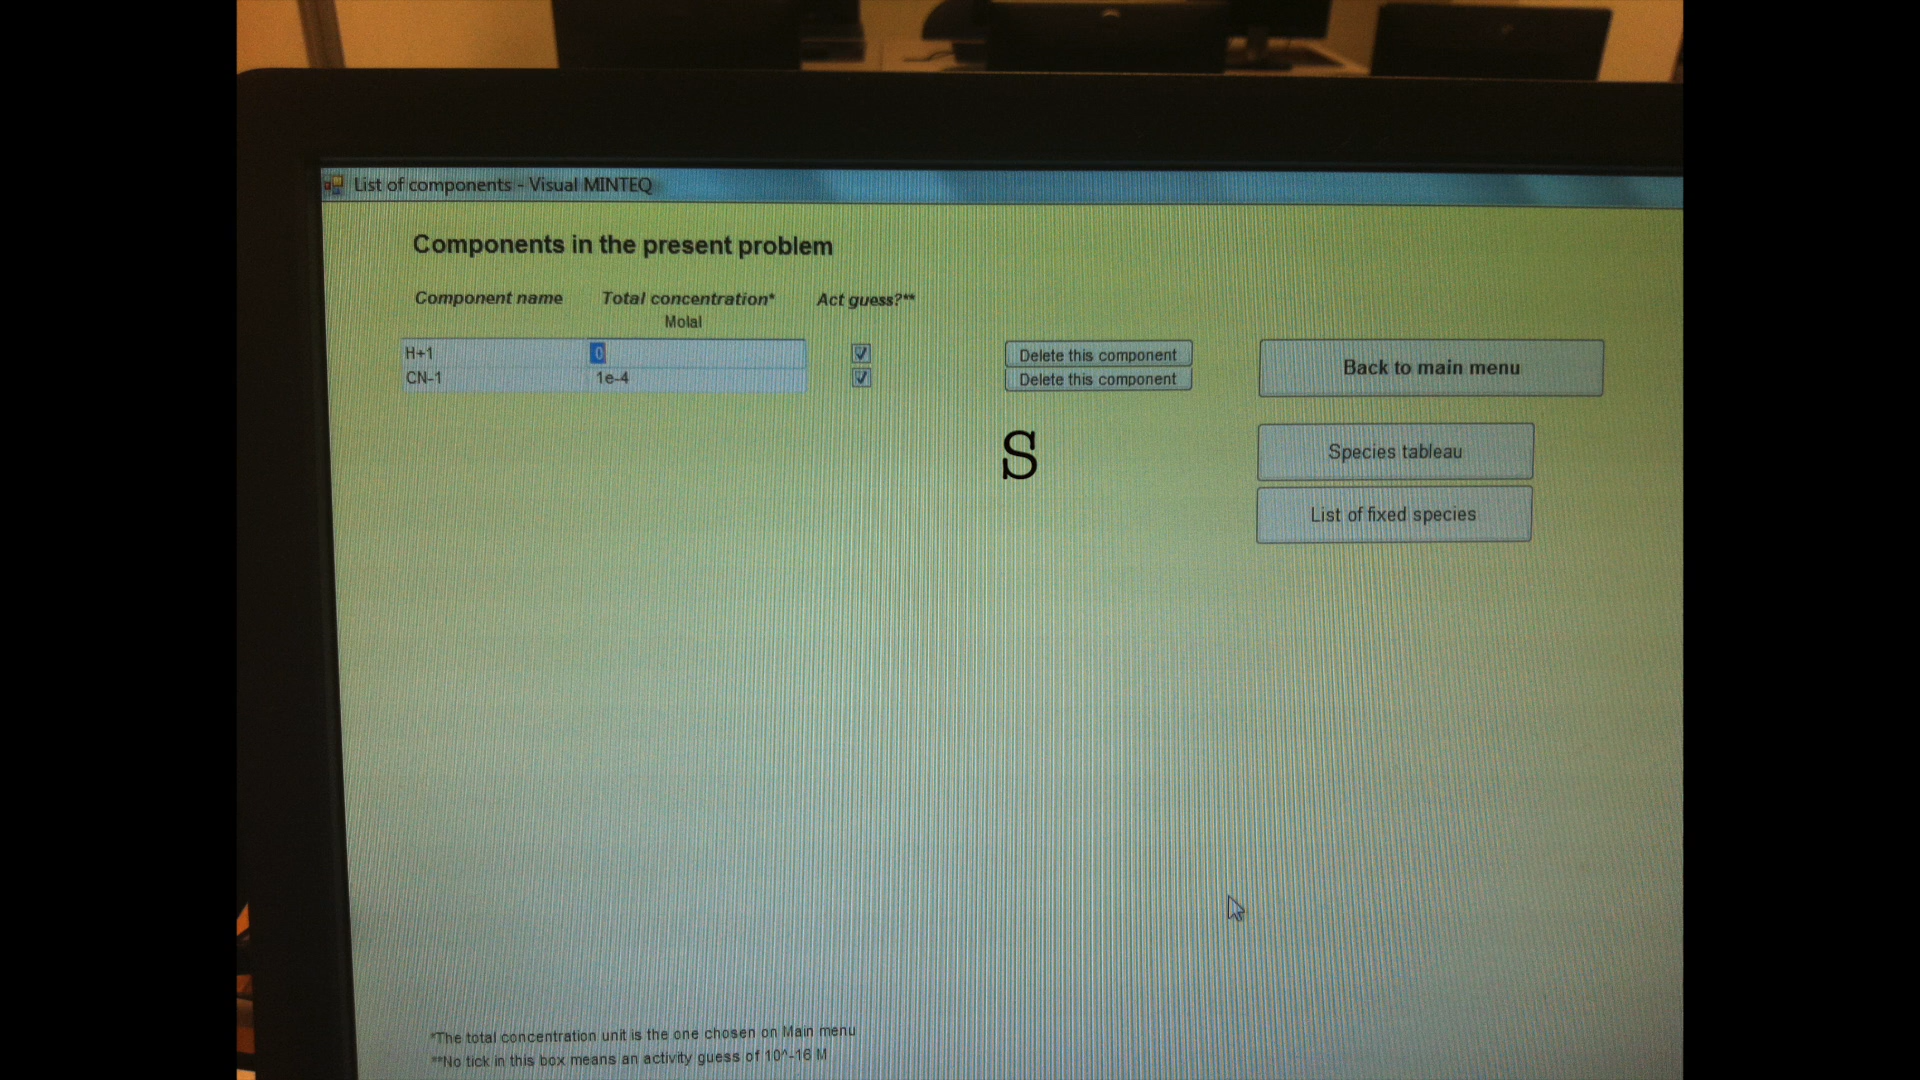 List of components - Visual MINTEQ
Components in the present problem
Component name Total concentration* Act guess?**
Molal
H+1 0 Delete this component
CN-1 1e-4 Delete this component
Back to main menu
S
Species tableau
List of fixed species
*The total concentration unit is the one chosen on Main menu
**No tick in this box means an activity guess of 10^-16 M